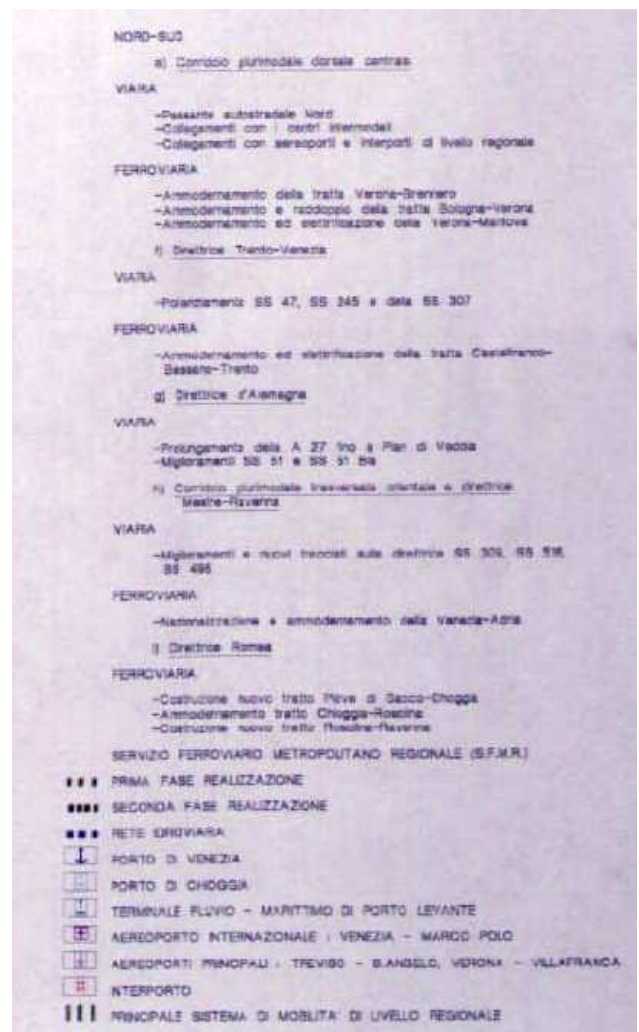 NORD-SUD
e) Corridoio plurimodale dorsale centrale
VIARIA
-Passante autostradale Nord
-Collegamenti con i centri intermodali
-Collegamenti con aereoporti e interporti di livello regionale
FERROVIARIA
-Ammodernamento della tratta Verona-Brennero
-Ammodernamento e raddoppio della tratta Bologna-Verona
-Ammodernamento ed elettrificazione della Verona-Mantova
f) Direttrice Trento-Venezia
VIARIA
-Potenziamento SS 47, SS 245 e della SS 307
FERROVIARIA
-Ammodernamento ed elettrificazione della tratta Castelfranco-
Bassano-Trento
g) Direttrice d'Alemagna
VIARIA
-Prolungamento della A 27 fino a Pian di Vedoia
-Miglioramenti SS 51 e SS 51 Bis
h) Corridoio plurimodale trasversale orientale e direttrice
Mestre-Ravenna
VIARIA
-Miglioramenti e nuovi tracciati sulla direttrice SS 309, SS 516,
SS 495
FERROVIARIA
-Nazionalizzazione e ammodernamento della Venezia-Adria
i) Direttrice Romea
FERROVIARIA
-Costruzione nuovo tratto Piove di Sacco-Chioggia
-Ammodernamento tratto Chioggia-Rosolina
-Costruzione nuovo tratto Rosolina-Ravenna
SERVIZIO FERROVIARIO METROPOLITANO REGIONALE (S.F.M.R.)
PRIMA FASE REALIZZAZIONE
SECONDA FASE REALIZZAZIONE
RETE IDROVIARIA
PORTO DI VENEZIA
PORTO DI CHIOGGIA
TERMINALE FLUVIO - MARITTIMO DI PORTO LEVANTE
AEREOPORTO INTERNAZIONALE : VENEZIA - MARCO POLO
AEREOPORTI PRINCIPALI : TREVISO - S.ANGELO, VERONA - VILLAFRANCA
INTERPORTO
PRINCIPALE SISTEMA DI MOBILITA' DI LIVELLO REGIONALE